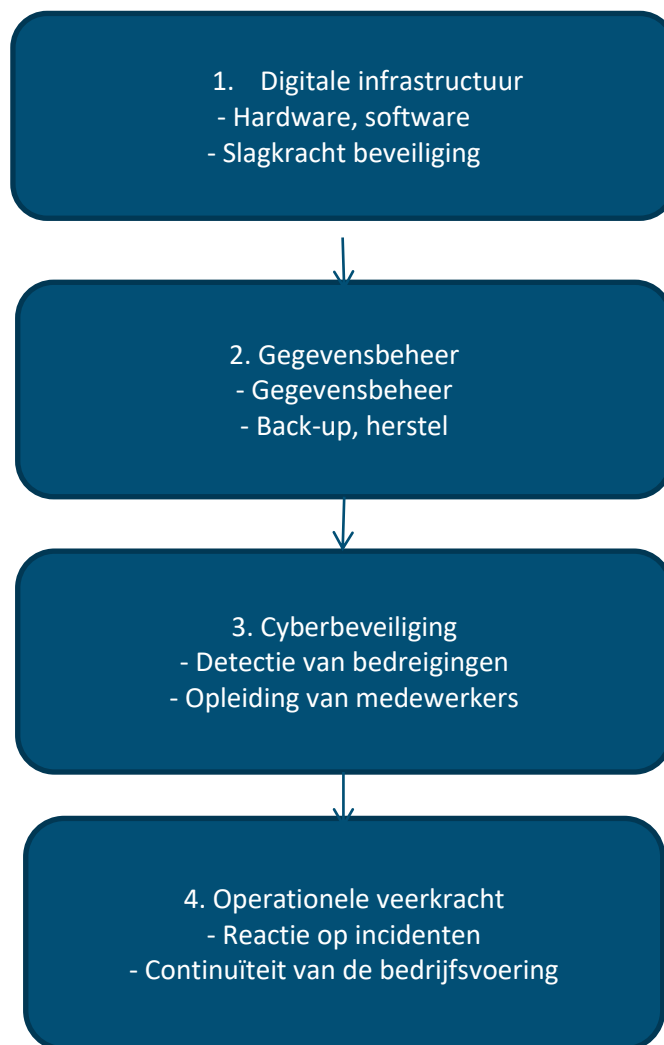 1. Digitale infrastructuur
- Hardware, software
- Slagkracht beveiliging
2. Gegevensbeheer
- Gegevensbeheer
- Back-up, herstel
3. Cyberbeveiliging
- Detectie van bedreigingen
- Opleiding van medewerkers
4. Operationele veerkracht
- Reactie op incidenten
- Continuïteit van de bedrijfsvoering